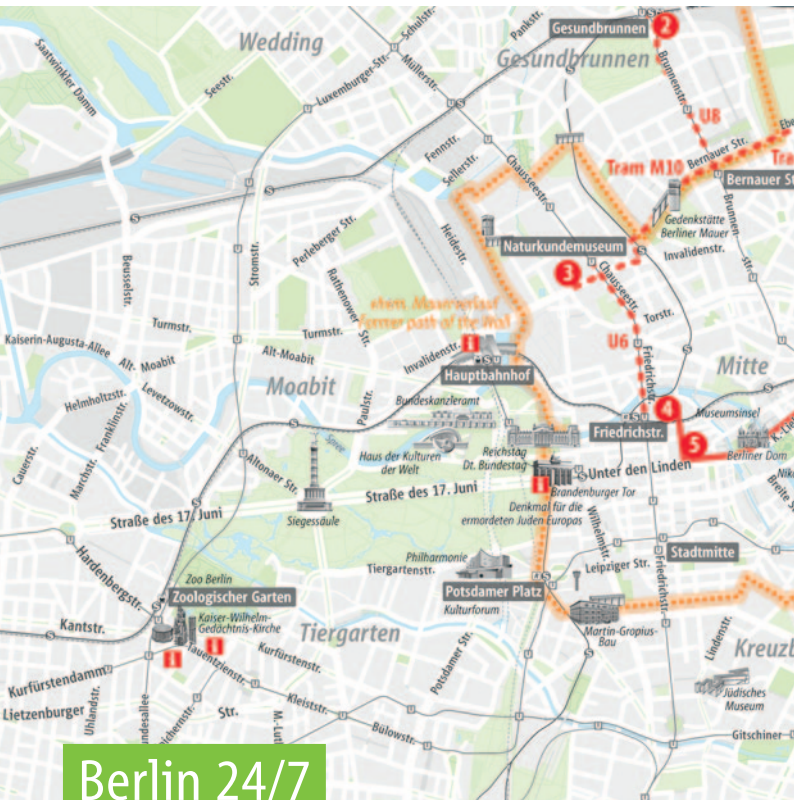 Gesundbrunnen
2
Wedding
Gesundbrunnen
Saatwinkler Damm
Seestr.
Luxemburger-Str.
Schulstr.
Müllerstr.
Pankstr.
Brunnenstr.
U8
Fennstr.
Sellerstr.
Chausseestr.
Tram M10
Bernauer Str.
Bernauer St
Gedenkstätte
Berliner Mauer
Brunnen-
str.
Heidestr.
Naturkundemuseum
Invalidenstr.
3
Chausseestr.
Beusselstr.
Stromstr.
Perleberger Str.
Rathenower Str.
ehem. Mauerverlauf
Former path of the Wall
Torstr.
Turmstr.
Turmstr.
U6
Friedrichstr.
Kaiserin-Augusta-Allee
Alt-Moabit
Alt-Moabit
Invalidenstr.
i
Hauptbahnhof
Mitte
Helmholtzstr.
Levetzowstr.
Franklinstr.
Moabit
Paulstr.
Bundeskanzleramt
4
Museumsinsel
Friedrichstr.
5
Berliner Dom
Cauerstr.
Marchstr.
Spree
Haus der Kulturen
der Welt
Reichstag
Dt. Bundestag
Altonaer Str.
Unter den Linden
i
Brandenburger Tor
Straße des 17. Juni
Straße des 17. Juni
Siegessäule
Denkmal für die
ermordeten Juden Europas
Wilhelmstr.
Breite S
Hardenbergstr.
Philharmonie
Tiergartenstr.
Leipziger Str.
Stadtmitte
Friedrichstr.
Zoo Berlin
Zoologischer Garten
Potsdamer Platz
Kulturforum
Kantstr.
Kaiser-Wilhelm-
Gedächtnis-Kirche
Tiergarten
Martin-Gropius-
Bau
Lindenstr.
Kreuzb
i
i
Tauentzienstr.
Kurfürstenstr.
Potsdamer Str.
Kurfürstendamm
Lietzenburger
Uhlandstr.
Str.
Kleiststr.
Bülowstr.
Jüdisches
Museum
Gitschiner
Berlin 24/7